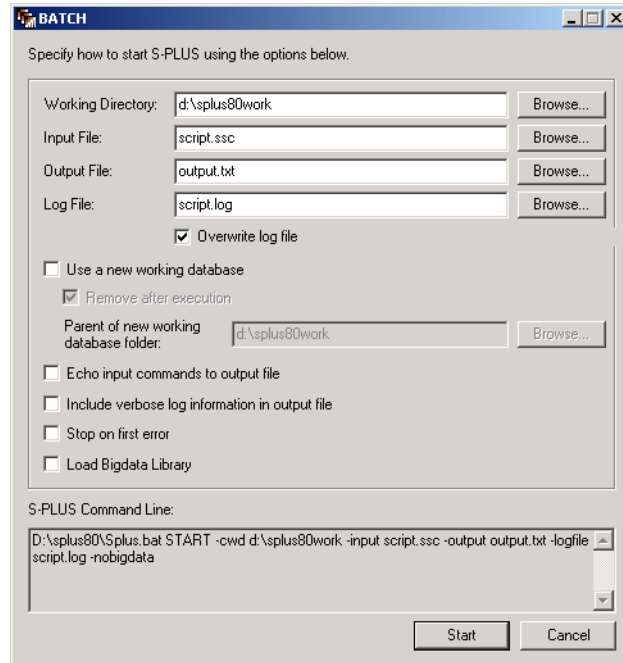 BATCH
Specify how to start S-PLUS using the options below.
Working Directory: d:\splus80work Browse...
Input File: script.ssc Browse...
Output File: output.txt Browse...
Log File: script.log Browse...
Overwrite log file
Use a new working database
Remove after execution
Parent of new working
database folder: d:\splus80work Browse...
Echo input commands to output file
Include verbose log information in output file
Stop on first error
Load Bigdata Library
S-PLUS Command Line:
D:\splus80\Splus.bat START -cwd d:\splus80work -input script.ssc -output output.txt -logfile
script.log -nobigdata
Start Cancel